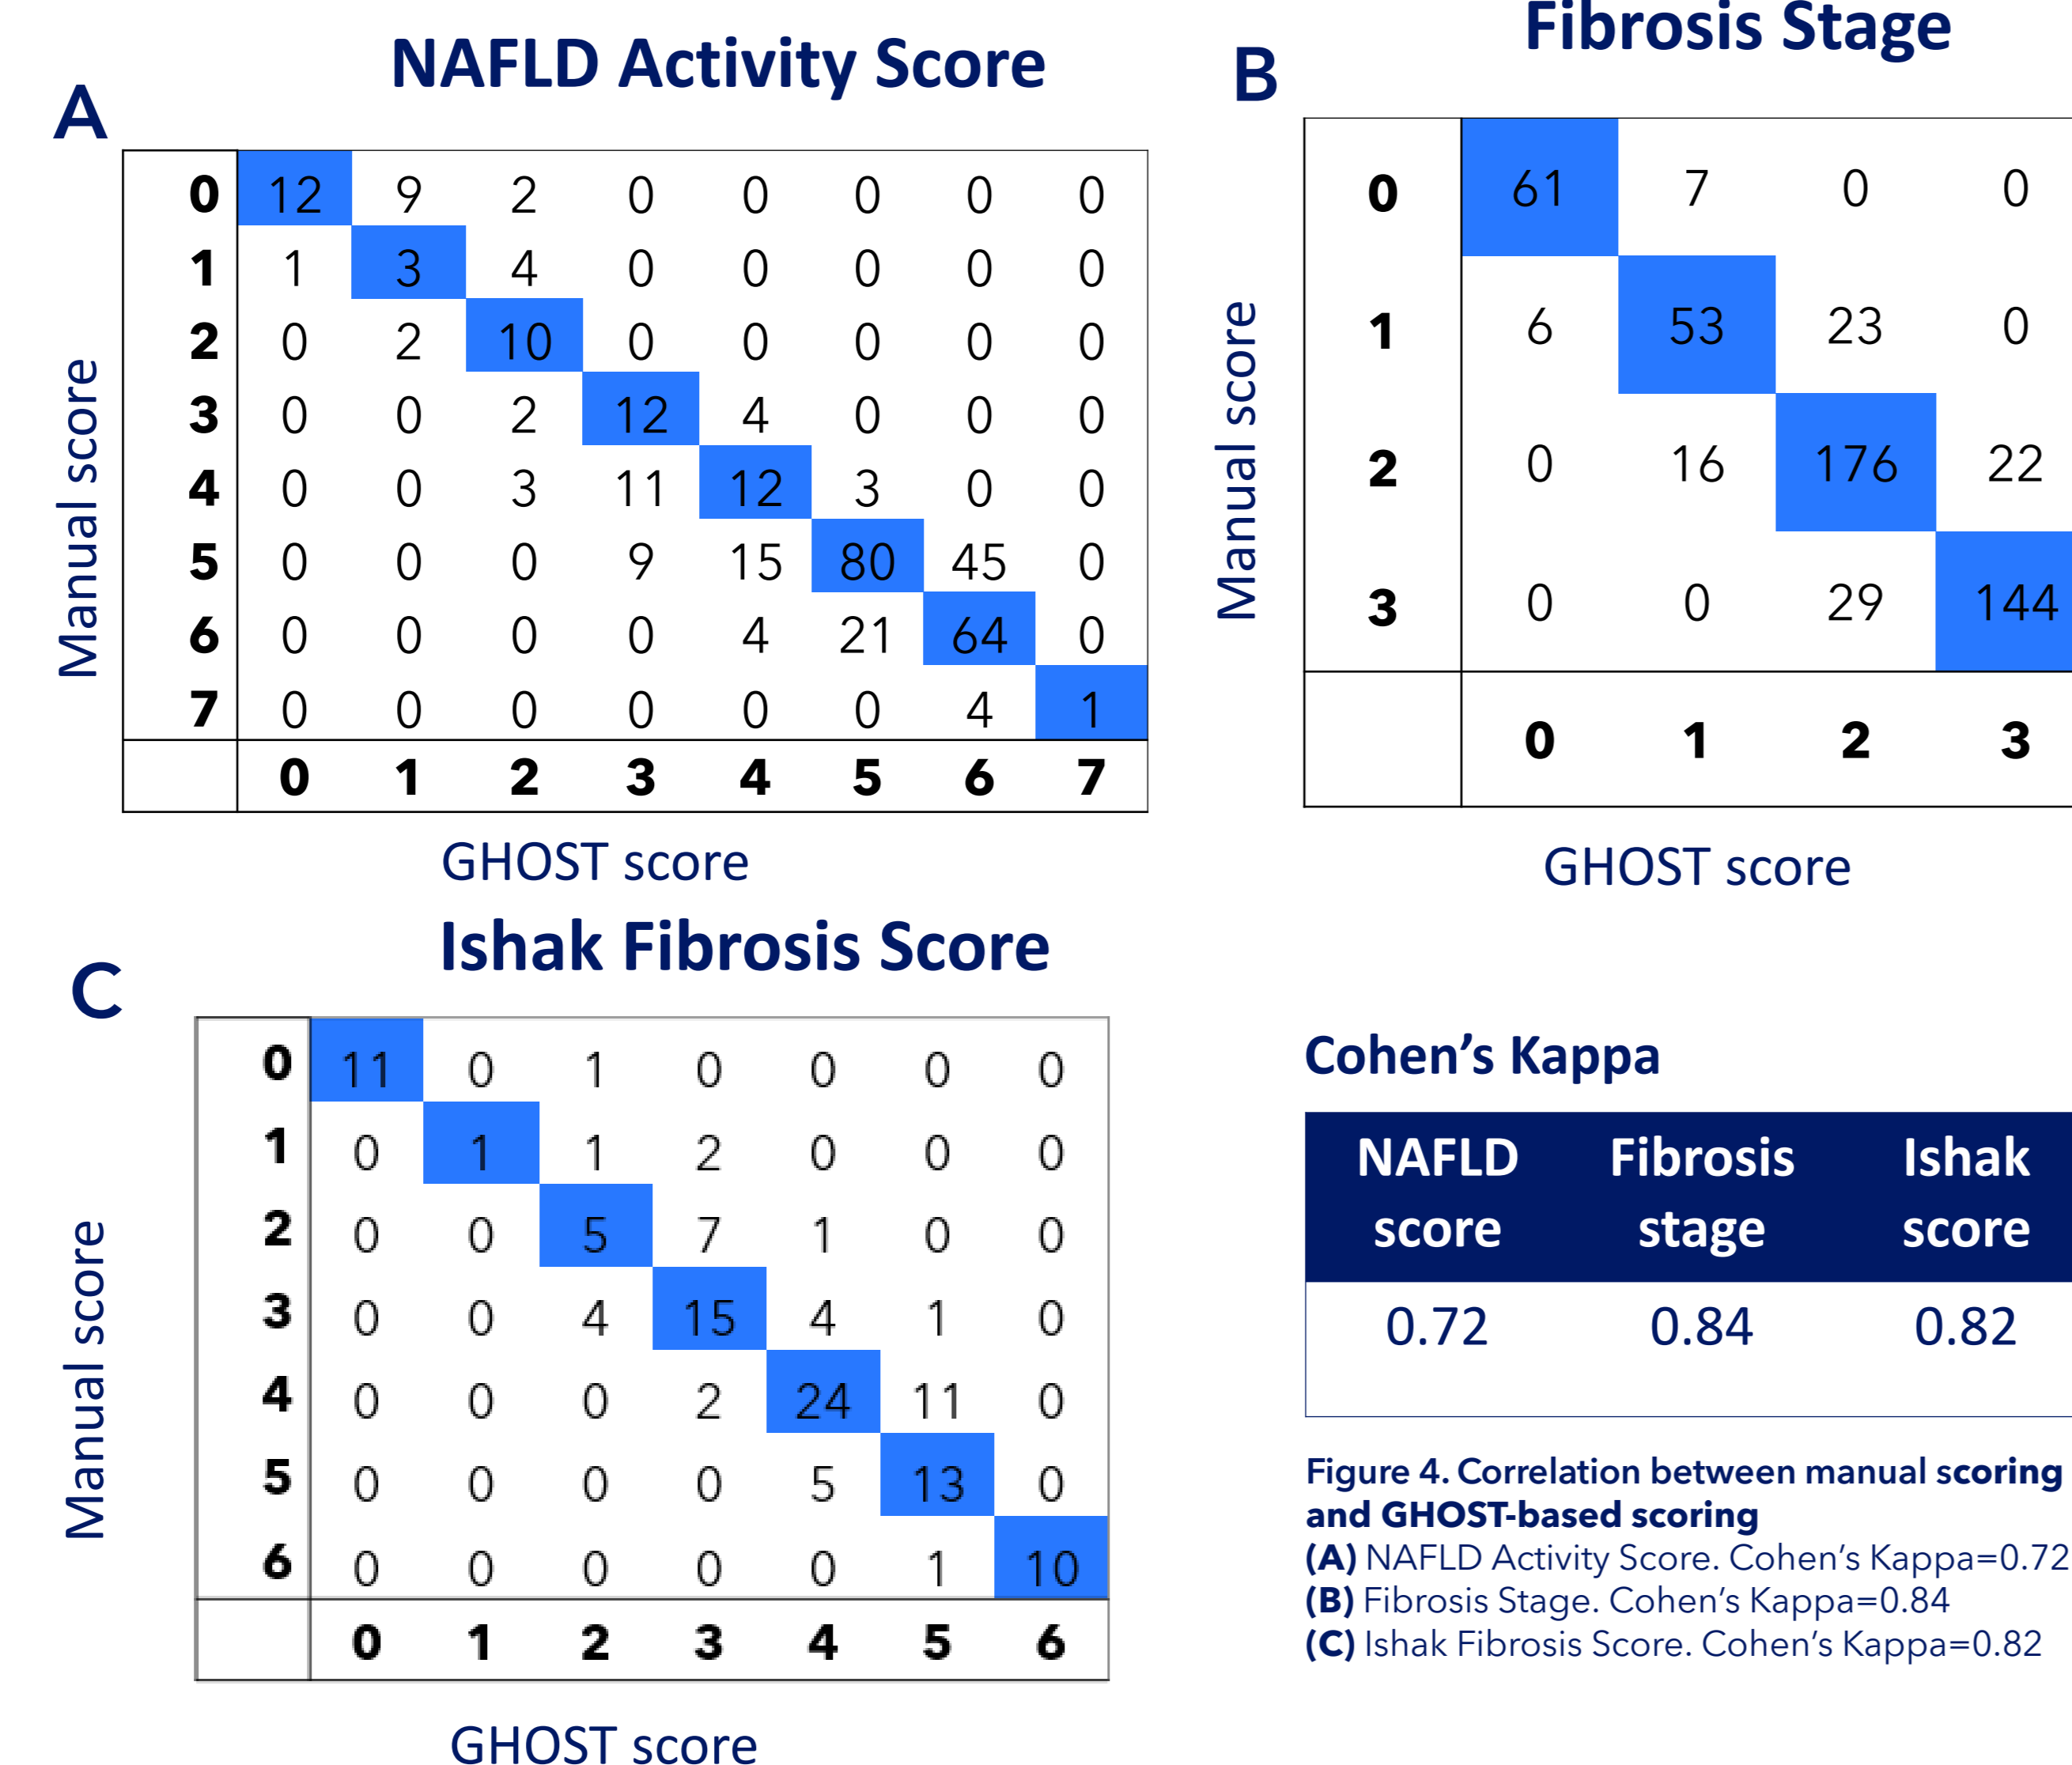 NAFLD Activity Score
A
Manual score
0 12 9 2 0 0 0 0 0
1 1 3 4 0 0 0 0 0
2 0 2 10 0 0 0 0 0
3 0 0 2 12 4 0 0 0
4 0 0 3 11 12 3 0 0
5 0 0 0 9 15 80 45 0
6 0 0 0 0 4 21 64 0
7 0 0 0 0 0 0 4 1
0 1 2 3 4 5 6 7
GHOST score
Fibrosis Stage
B
Manual score
0 61 7 0 0
1 6 53 23 0
2 0 16 176 22
3 0 0 29 144
0 1 2 3
GHOST score
Ishak Fibrosis Score
C
Manual score
0 11 0 1 0 0 0 0
1 0 1 1 2 0 0 0
2 0 0 5 7 1 0 0
3 0 0 4 15 4 1 0
4 0 0 0 2 24 11 0
5 0 0 0 0 5 13 0
6 0 0 0 0 0 1 10
0 1 2 3 4 5 6
GHOST score
Cohen’s Kappa
NAFLD Fibrosis Ishak
score stage score
0.72 0.84 0.82
Figure 4. Correlation between manual scoring
and GHOST-based scoring
(A) NAFLD Activity Score. Cohen’s Kappa=0.72
(B) Fibrosis Stage. Cohen’s Kappa=0.84
(C) Ishak Fibrosis Score. Cohen’s Kappa=0.82